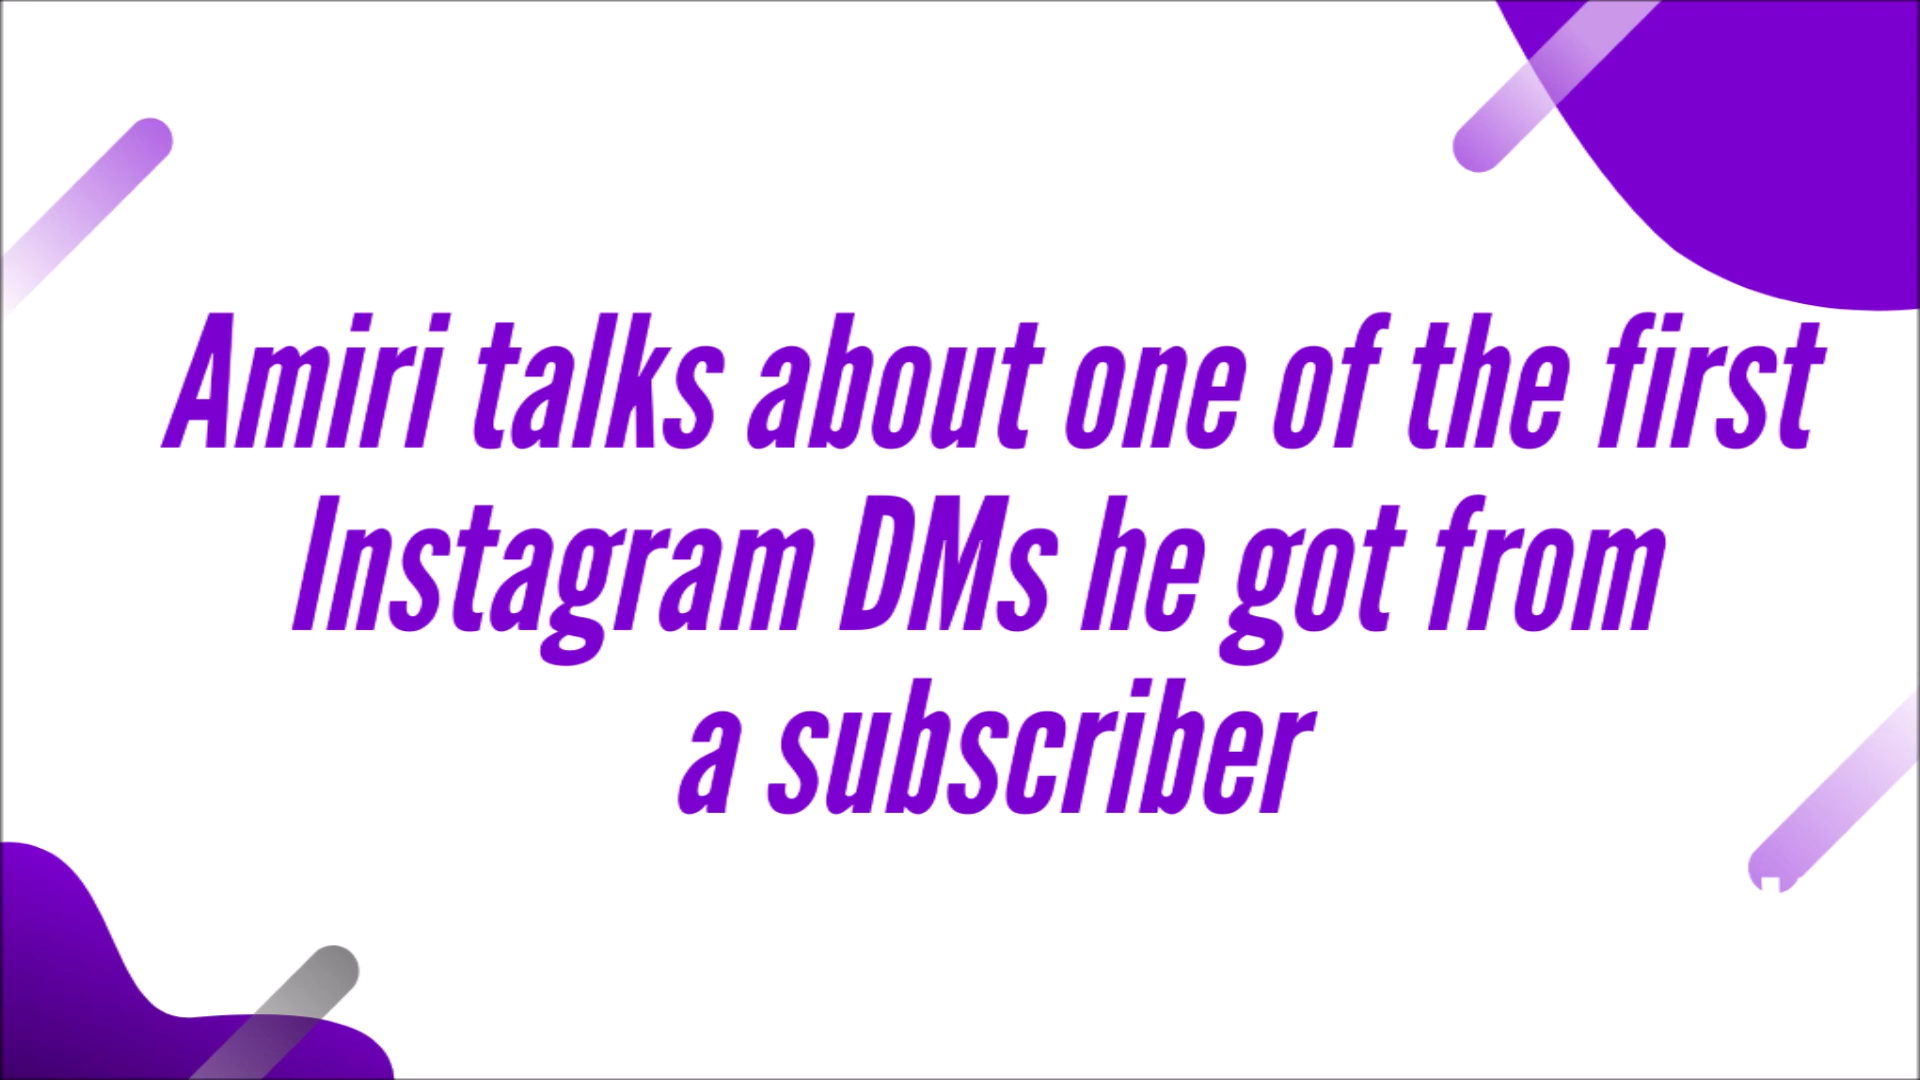 Amiri talks about one of the first
Instagram DMs he got from
a subscriber